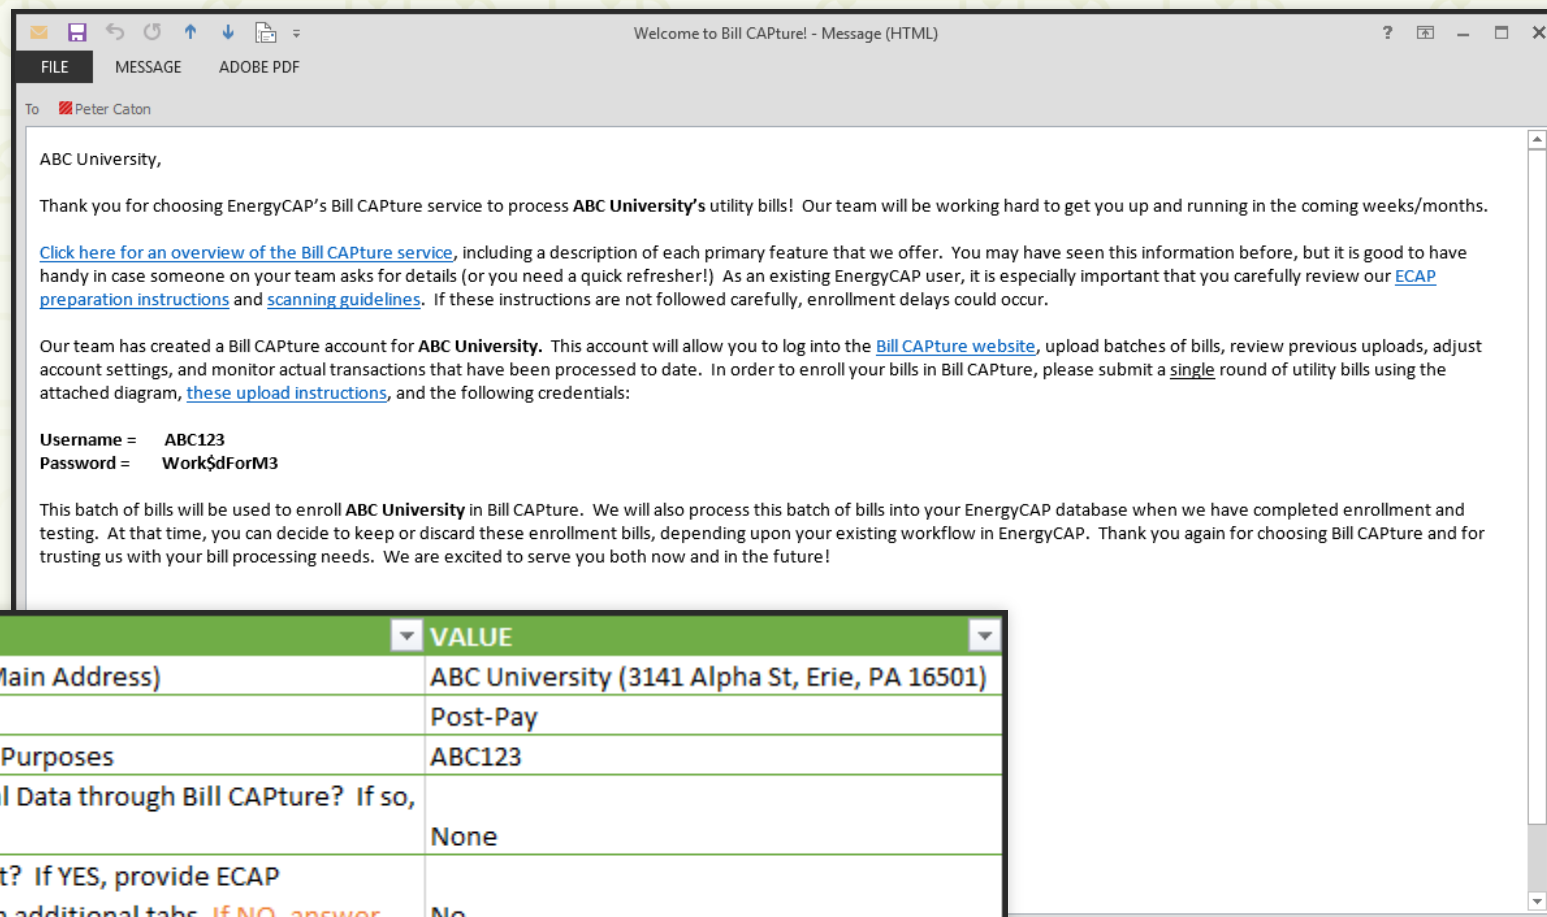 Welcome to Bill CAPture! - Message (HTML)
?
FILE MESSAGE ADOBE PDF
To Peter Caton
ABC University,
Thank you for choosing EnergyCAP's Bill CAPture service to process ABC University's utility bills! Our team will be working hard to get you up and running in the coming weeks/months.
Click here for an overview of the Bill CAPture service, including a description of each primary feature that we offer. You may have seen this information before, but it is good to have
handy in case someone on your team asks for details (or you need a quick refresher!) As an existing EnergyCAP user, it is especially important that you carefully review our ECAP
preparation instructions and scanning guidelines. If these instructions are not followed carefully, enrollment delays could occur.
Our team has created a Bill CAPture account for ABC University. This account will allow you to log into the Bill CAPture website, upload batches of bills, review previous uploads, adjust
account settings, and monitor actual transactions that have been processed to date. In order to enroll your bills in Bill CAPture, please submit a single round of utility bills using the
attached diagram, these upload instructions, and the following credentials:
Username = ABC123
Password = Work$dForM3
This batch of bills will be used to enroll ABC University in Bill CAPture. We will also process this batch of bills into your EnergyCAP database when we have completed enrollment and
testing. At that time, you can decide to keep or discard these enrollment bills, depending upon your existing workflow in EnergyCAP. Thank you again for choosing Bill CAPture and for
trusting us with your bill processing needs. We are excited to serve you both now and in the future!
VALUE
Main Address) ABC University (3141 Alpha St, Erie, PA 16501)
Post-Pay
Purposes ABC123
Data through Bill CAPture? If so,
None
If YES, provide ECAP
additional tabs. If NO, answer No